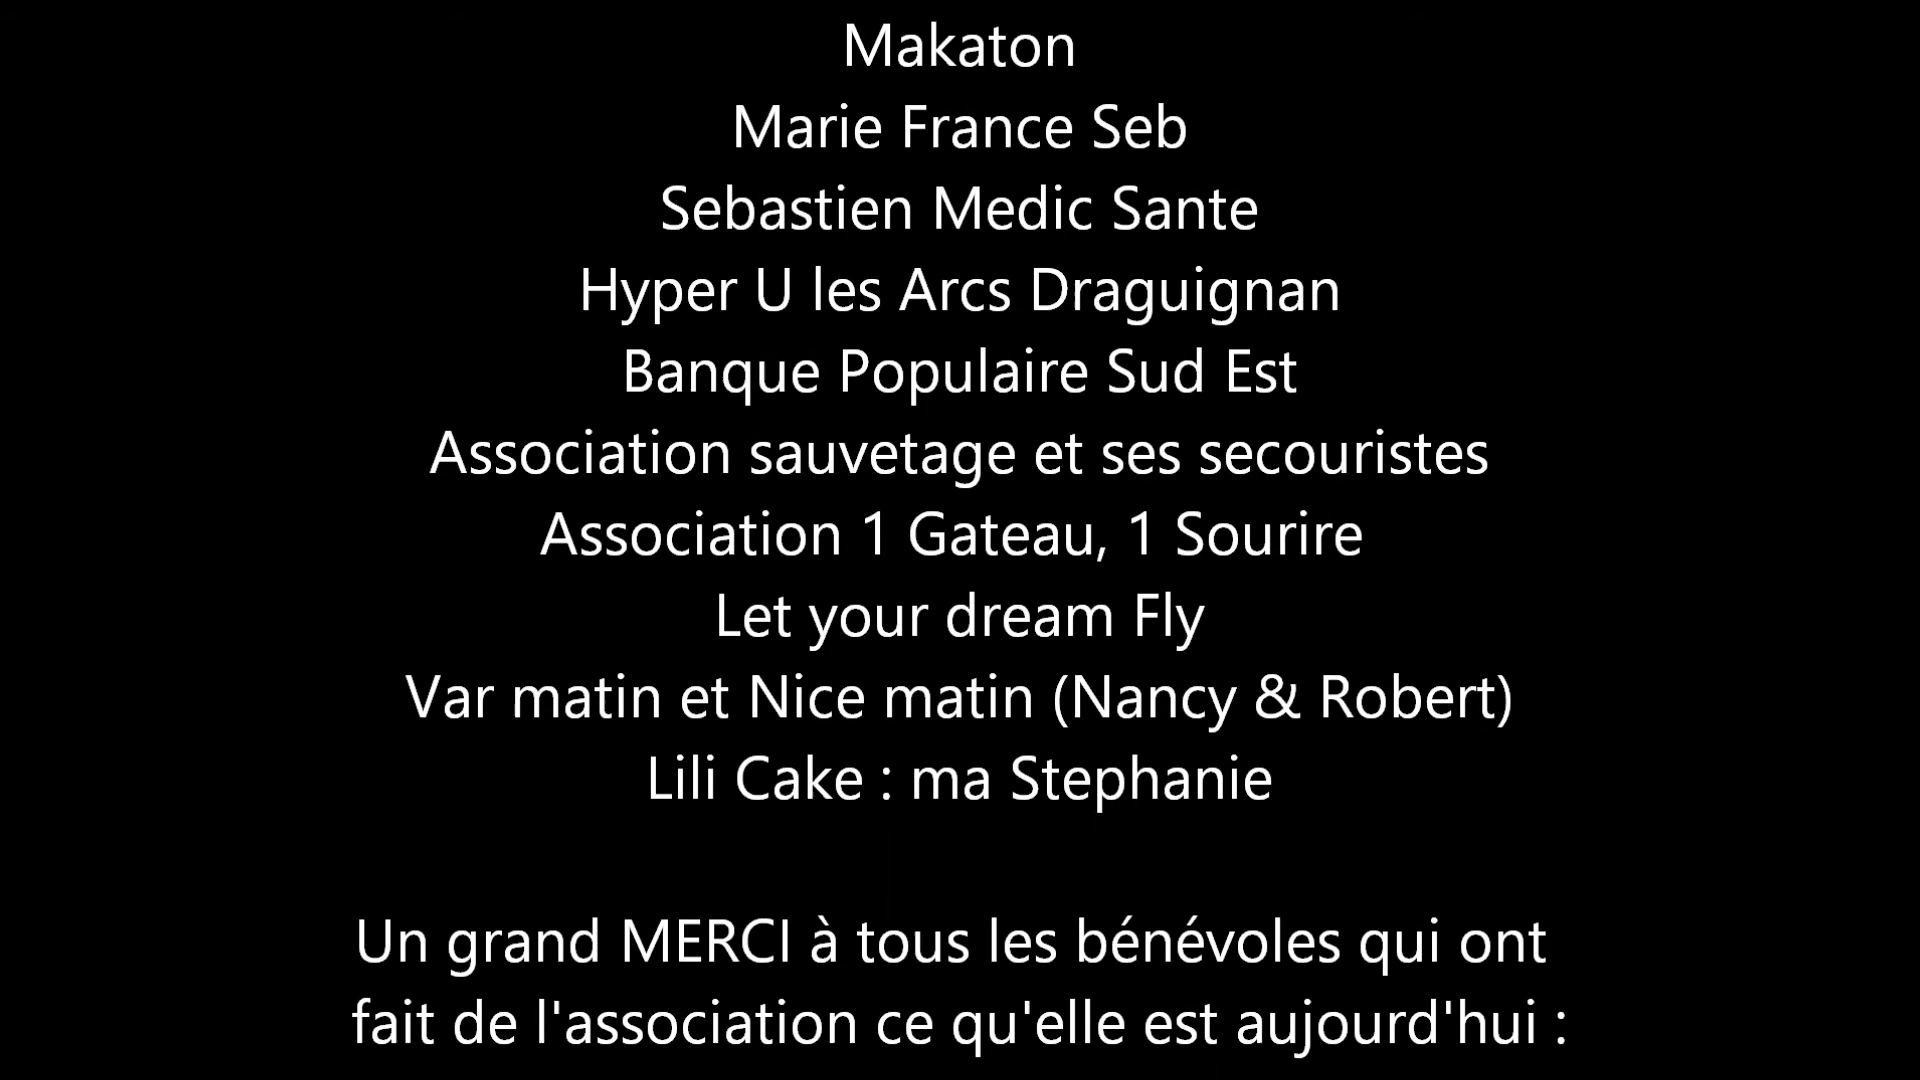 Makaton
Marie France Seb
Sebastien Medic Sante
Hyper U les Arcs Draguignan
Banque Populaire Sud Est
Association sauvetage et ses secouristes
Association 1 Gateau, 1 Sourire
Let your dream Fly
Var matin et Nice matin (Nancy & Robert)
Lili Cake : ma Stephanie
Un grand MERCI à tous les bénévoles qui ont
fait de l'association ce qu'elle est aujourd'hui :